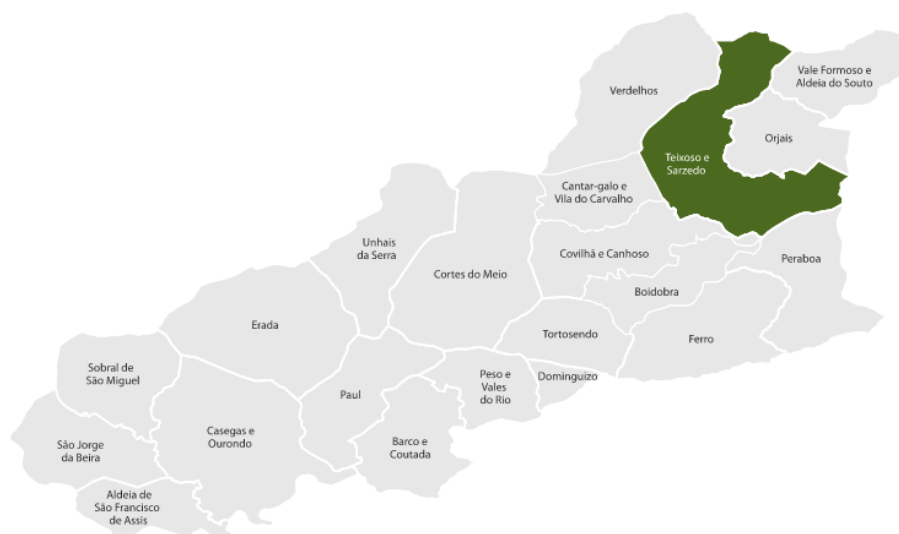 Vale Formoso e
Aldeia do Souto
Verdelhos
Orjais
Teixoso e
Sarzedo
Cantar-galo e
Vila do Carvalho
Unhais
da Serra
Covilhã e Canhoso
Peraboa
Cortes do Meio
Boidobra
Erada
Tortosendo
Ferro
Sobral de
São Miguel
Peso e
Vales
do Rio
Dominguizo
Paul
Casegas e
Ourondo
Barco e
Coutada
São Jorge
da Beira
Aldeia de
São Francisco
de Assis